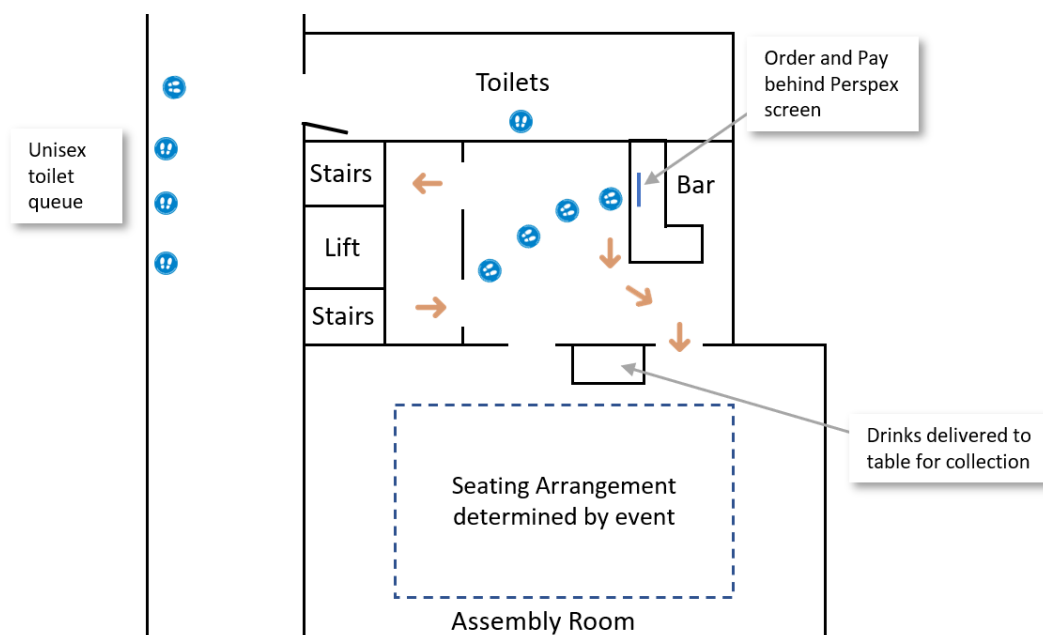 Order and Pay
behind Perspex
screen
Toilets
Unisex
toilet
queue
Stairs
Bar
Lift
Stairs
Drinks delivered to
table for collection
Seating Arrangement
determined by event
Assembly Room